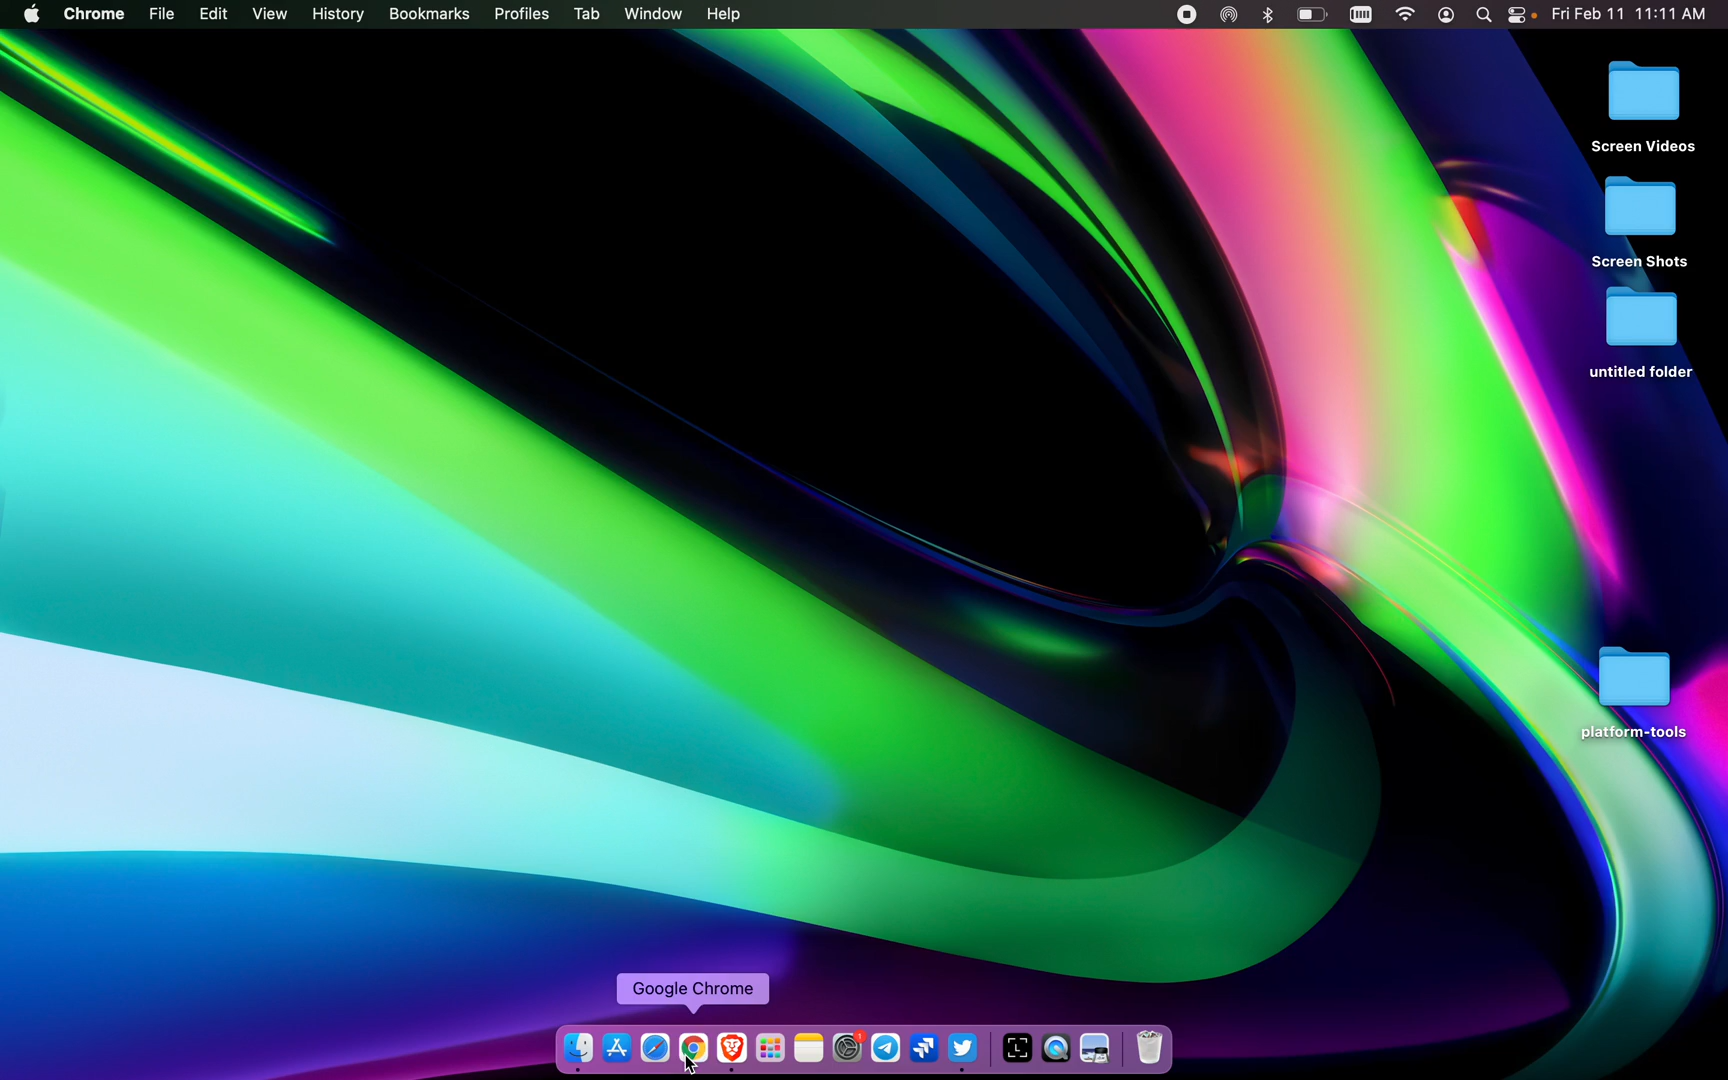 Chrome File Edit View History Bookmarks Profiles Tab Window Help Fri Feb 11 11:11 AM
Screen Videos
Screen Shots
untitled folder
platform-tools
Google Chrome
1